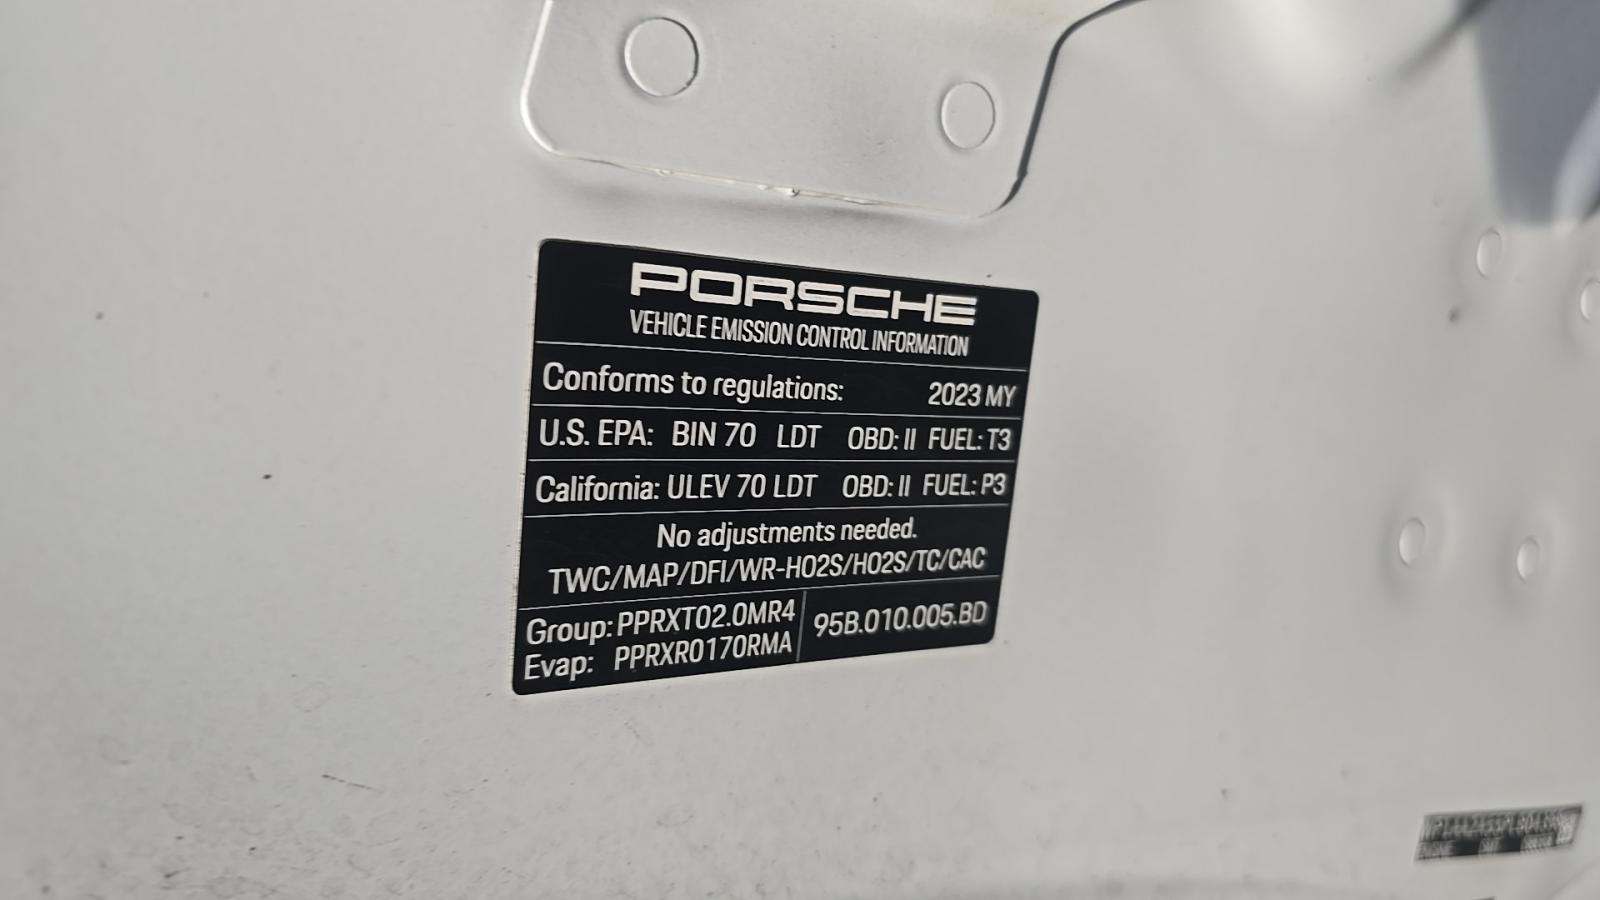 PORSCHE
VEHICLE EMISSION CONTROL INFORMATION
Conforms to regulations: 2023 MY
U.S. EPA: BIN 70 LDT OBD: II FUEL: T3
California: ULEV 70 LDT OBD: II FUEL: P3
No adjustments needed.
TWC/MAP/DFI/WR-HO2S/HO2S/TC/CAC
Group: PPRXT02.0MR4 95B.010.005.BD
Evap: PPRXR0170RMA